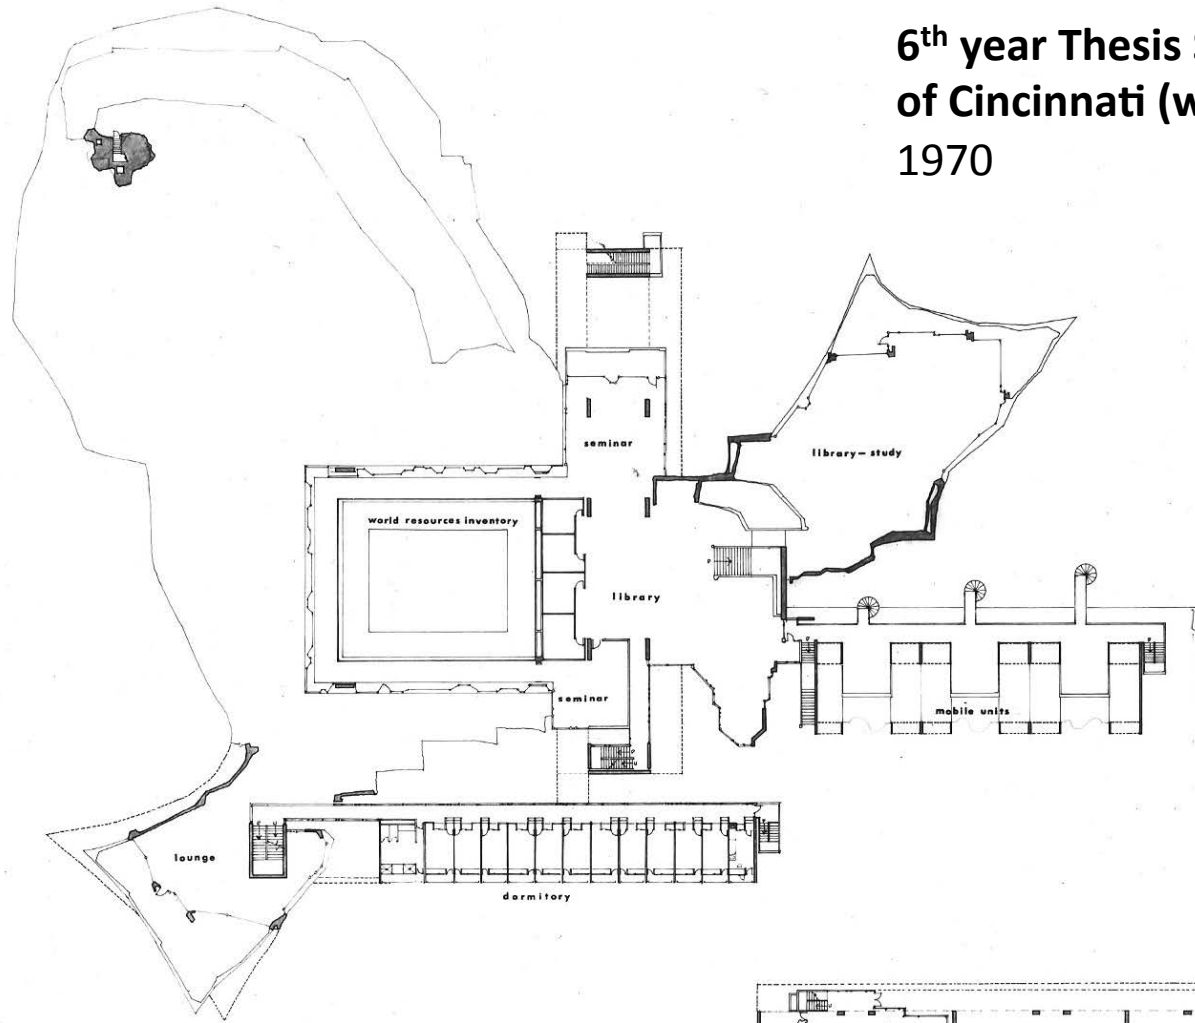 6th year Thesis
of Cincinnati (w
1970
seminar
library – study
world resources inventory
library
seminar
mobile units
lounge
dormitory